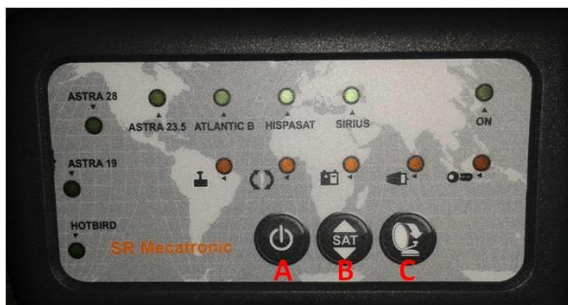 ASTRA 28
ASTRA 23.5
ATLANTIC B
HISPASAT
SIRIUS
ON
ASTRA 19
HOTBIRD
SR Mecatronic
SAT
A
B
C